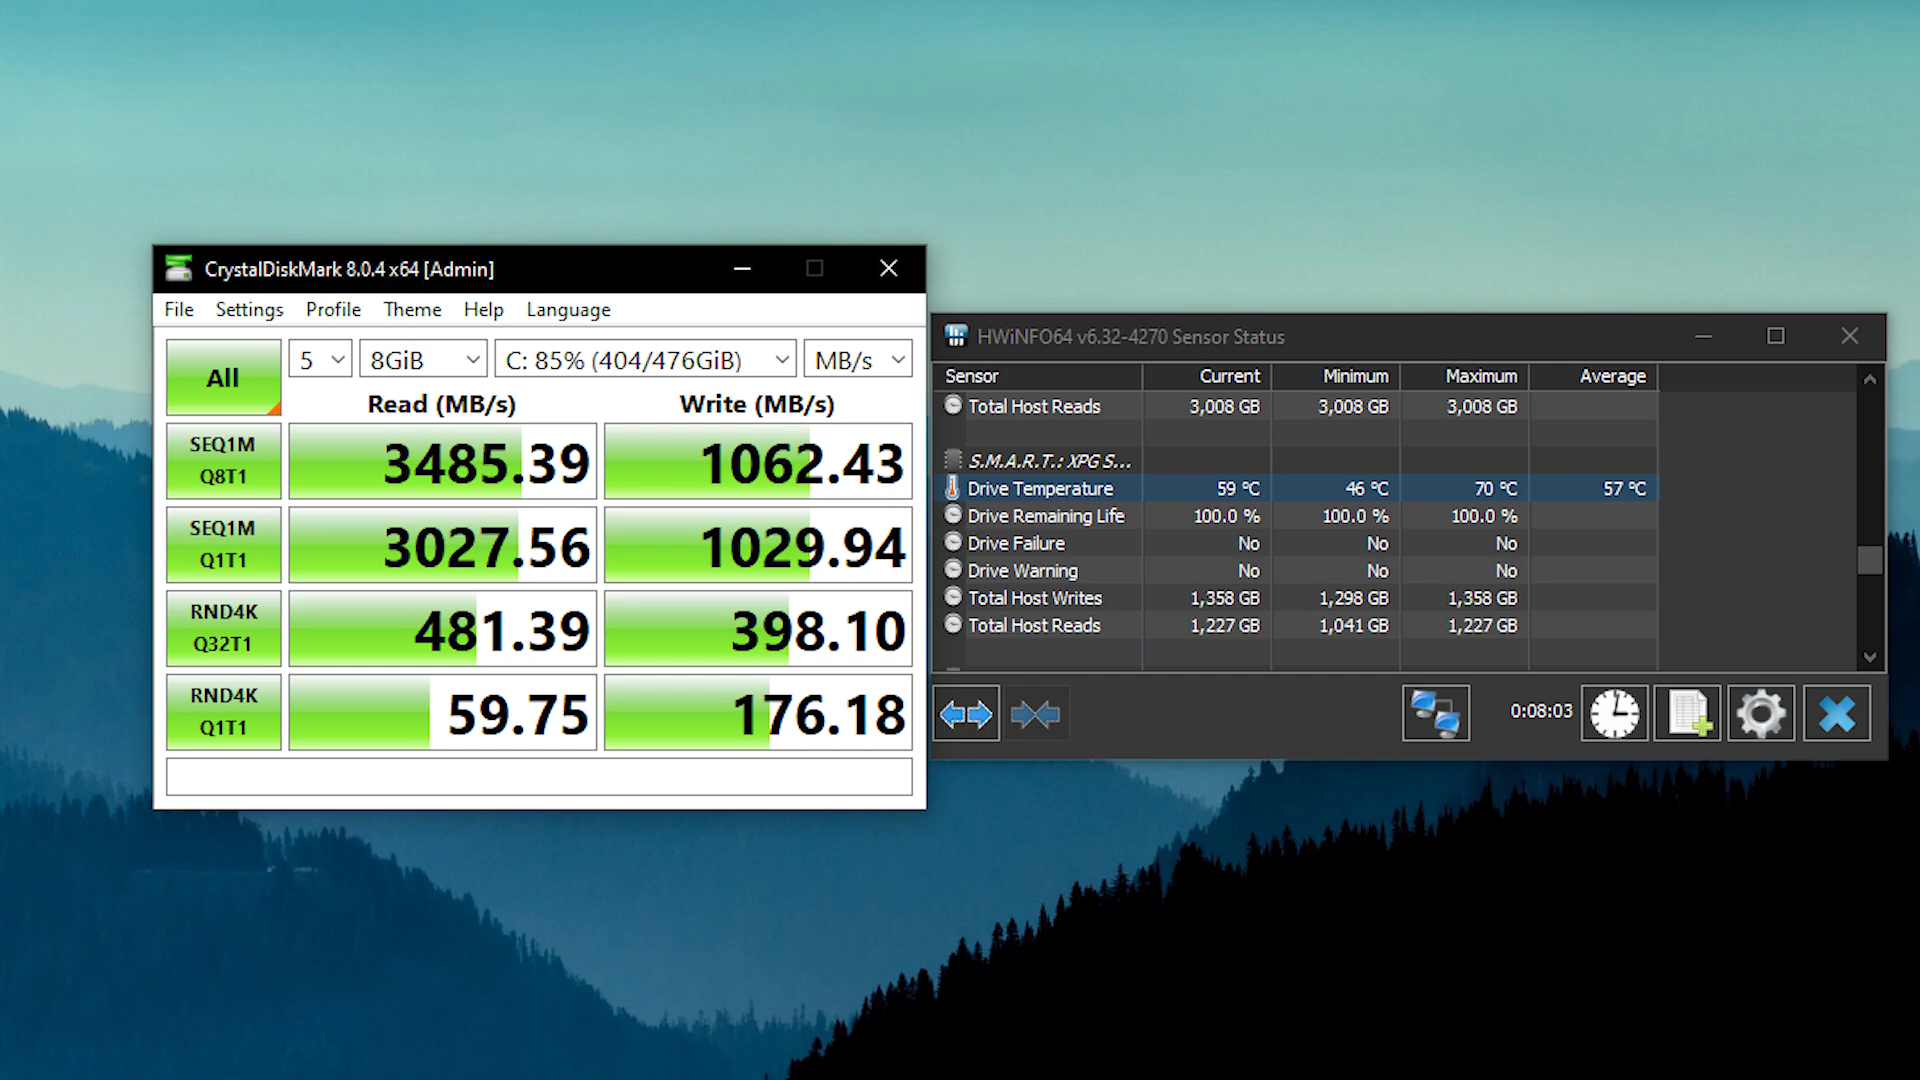 CrystalDiskMark 8.0.4 x64 [Admin]
File Settings Profile Theme Help Language
All 5 8GiB C: 85% (404/476GiB) MB/s
Read (MB/s) Write (MB/s)
SEQ1M
Q8T1 3485.39 1062.43
SEQ1M
Q1T1 3027.56 1029.94
RND4K
Q32T1 481.39 398.10
RND4K
Q1T1 59.75 176.18
HWiNFO64 v6.32-4270 Sensor Status
Sensor Current Minimum Maximum Average
Total Host Reads 3,008 GB 3,008 GB 3,008 GB
S.M.A.R.T.: XPG S...
Drive Temperature 59 °C 46 °C 70 °C 57 °C
Drive Remaining Life 100.0 % 100.0 % 100.0 %
Drive Failure No No No
Drive Warning No No No
Total Host Writes 1,358 GB 1,298 GB 1,358 GB
Total Host Reads 1,227 GB 1,041 GB 1,227 GB
0:08:03